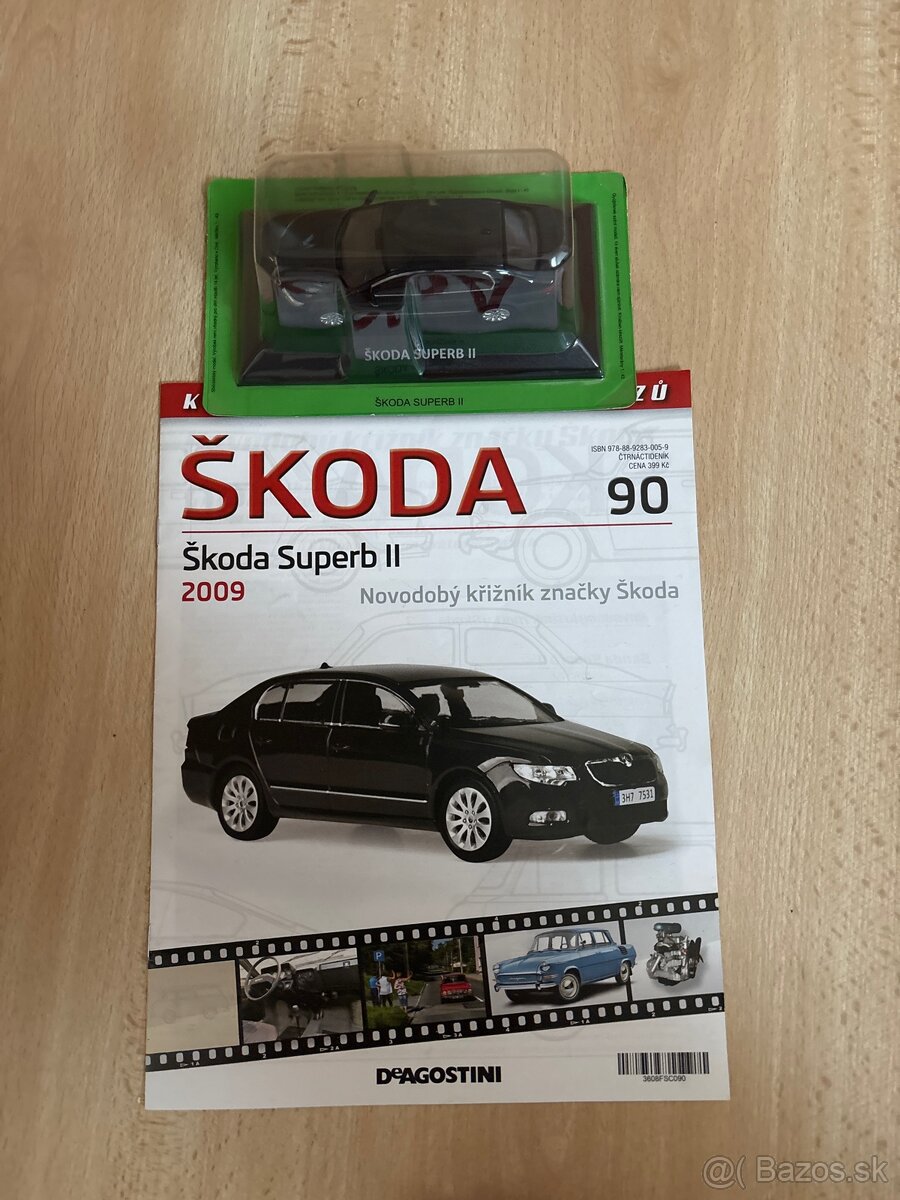 ŠKODA SUPERB II
ŠKODA SUPERB II
K
ZŮ
ŠKODA
ISBN 978-88-9283-005-9
ČTRNÁCTIDENÍK
CENA 399 Kč
90
Škoda Superb II
2009
Novodobý křižník značky Škoda
3H7 7531
DeAGOSTINI
3608FSC090
@( Bazos.sk